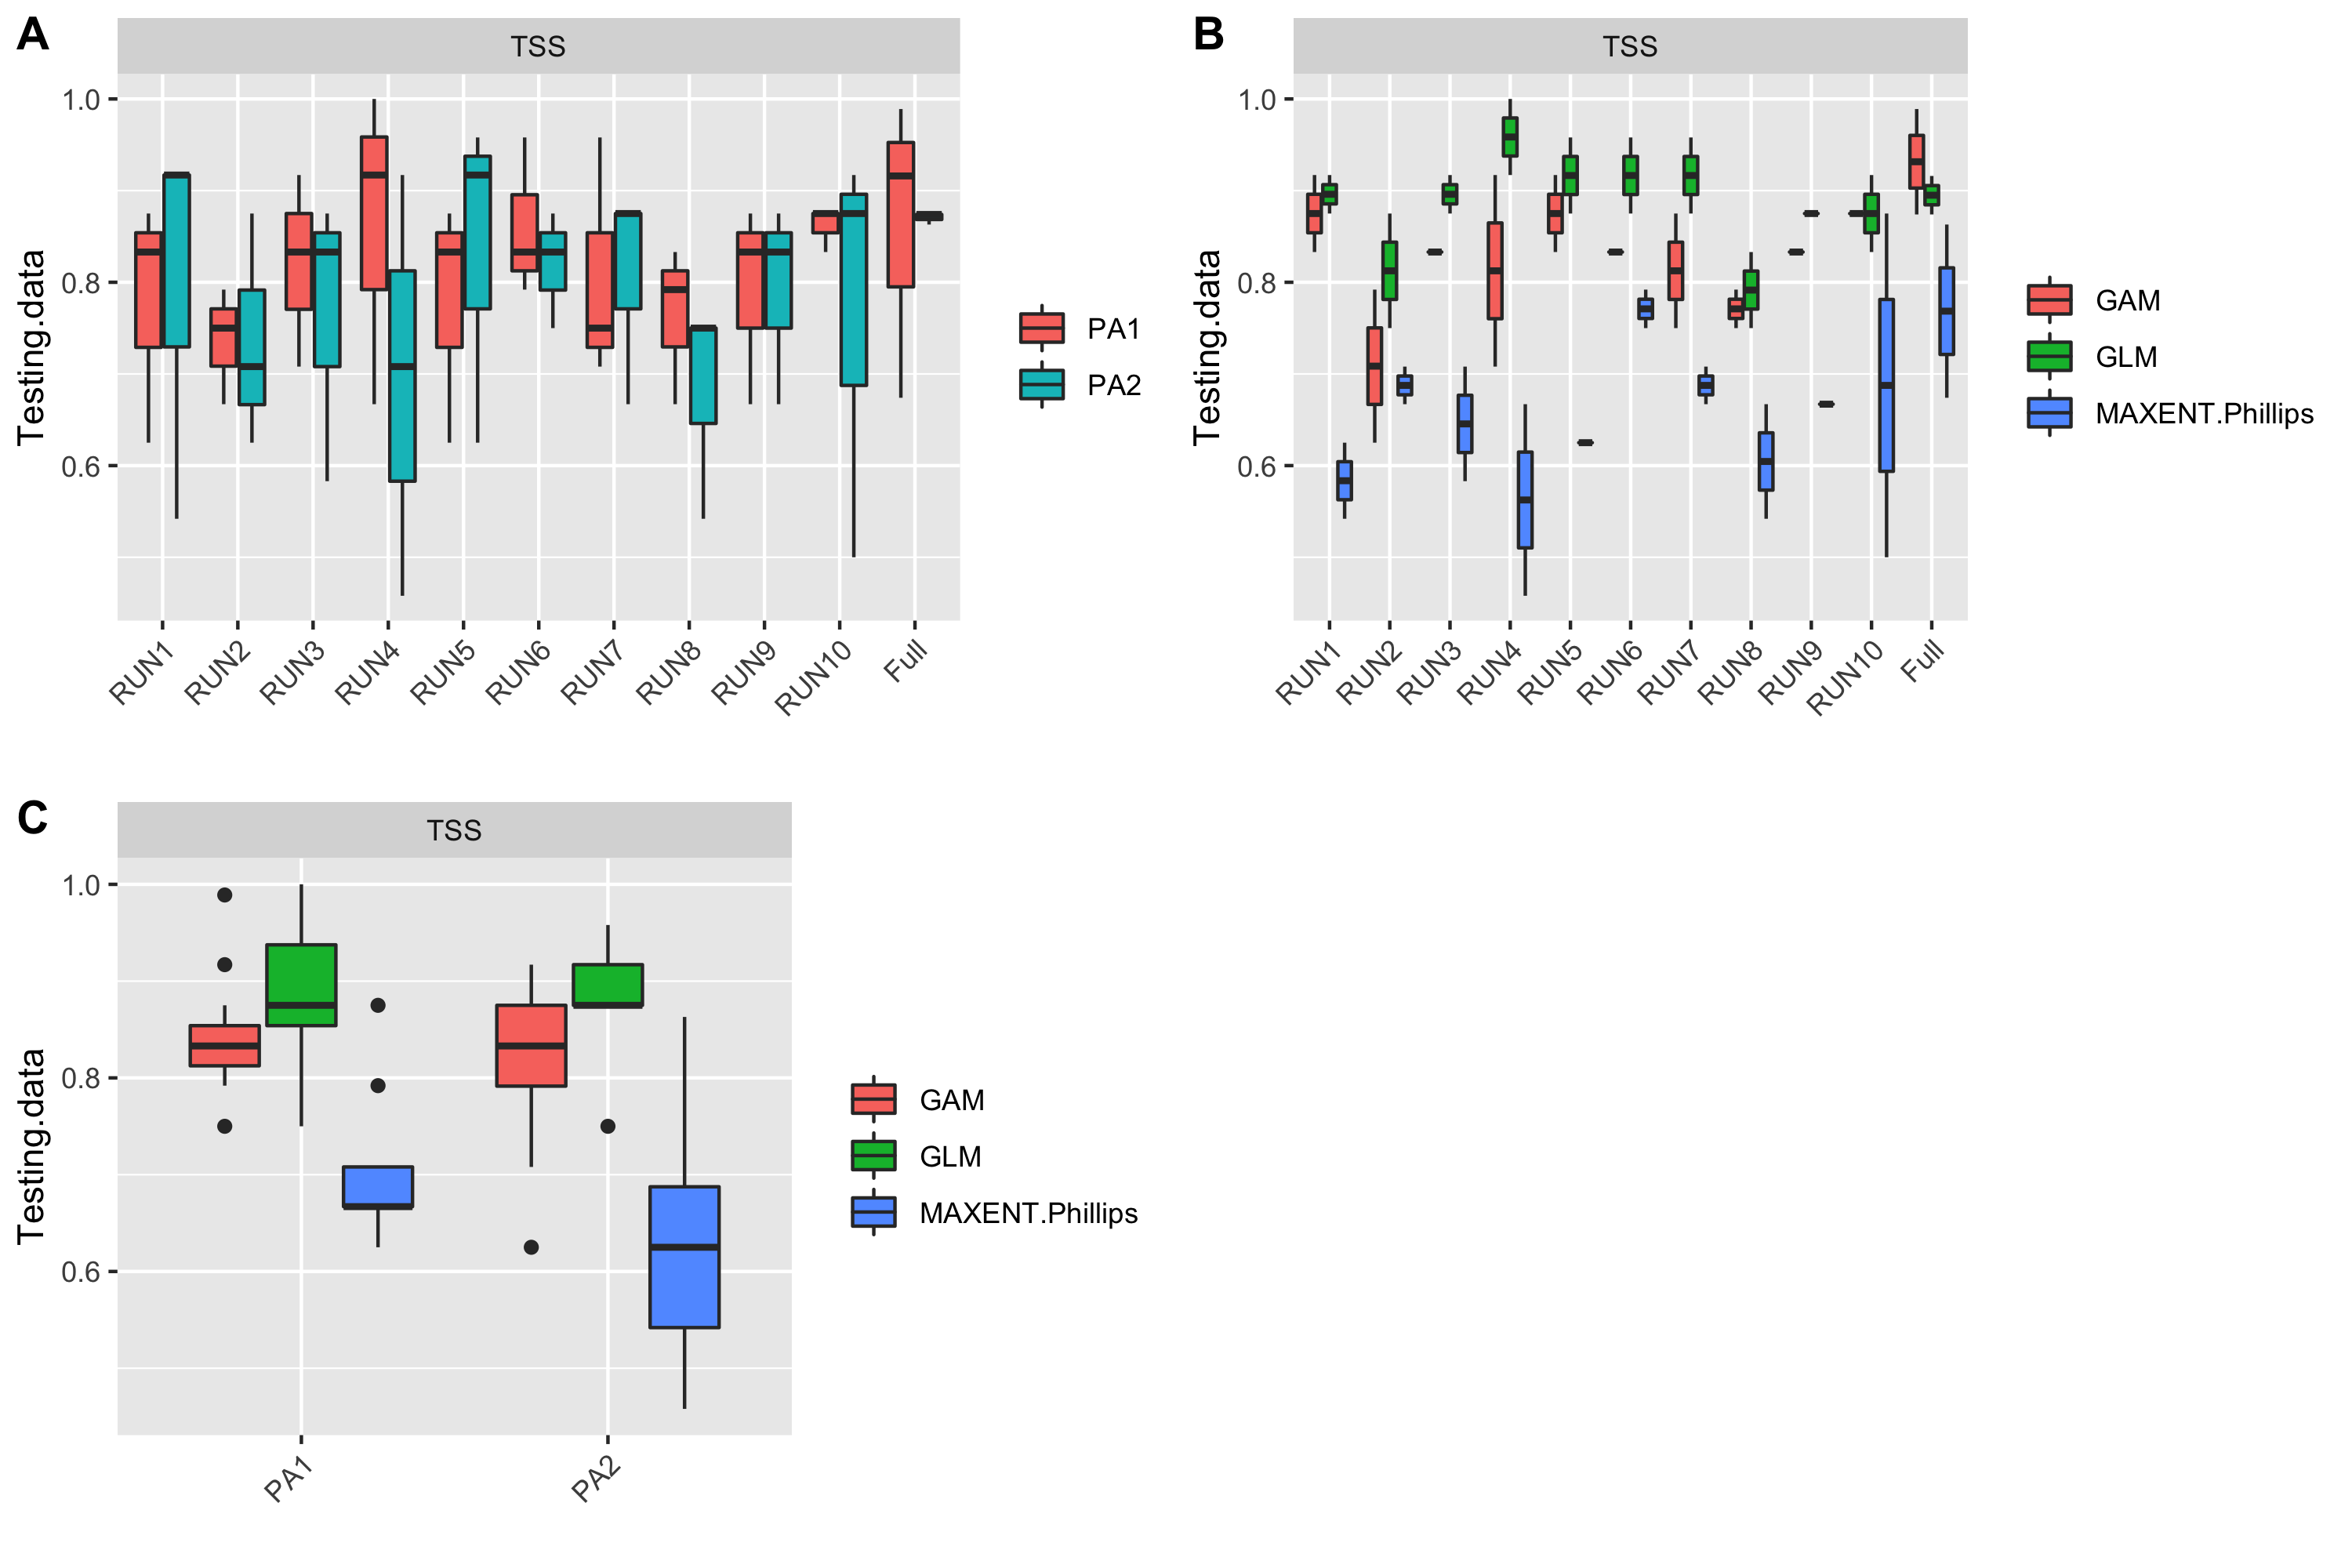 A
TSS
Testing.data
1.0
0.8
0.6
RUN1
RUN2
RUN3
RUN4
RUN5
RUN6
RUN7
RUN8
RUN9
RUN10
Full
PA1
PA2
B
TSS
Testing.data
1.0
0.8
0.6
RUN1
RUN2
RUN3
RUN4
RUN5
RUN6
RUN7
RUN8
RUN9
RUN10
Full
GAM
GLM
MAXENT.Phillips
C
TSS
Testing.data
1.0
0.8
0.6
PA1
PA2
GAM
GLM
MAXENT.Phillips